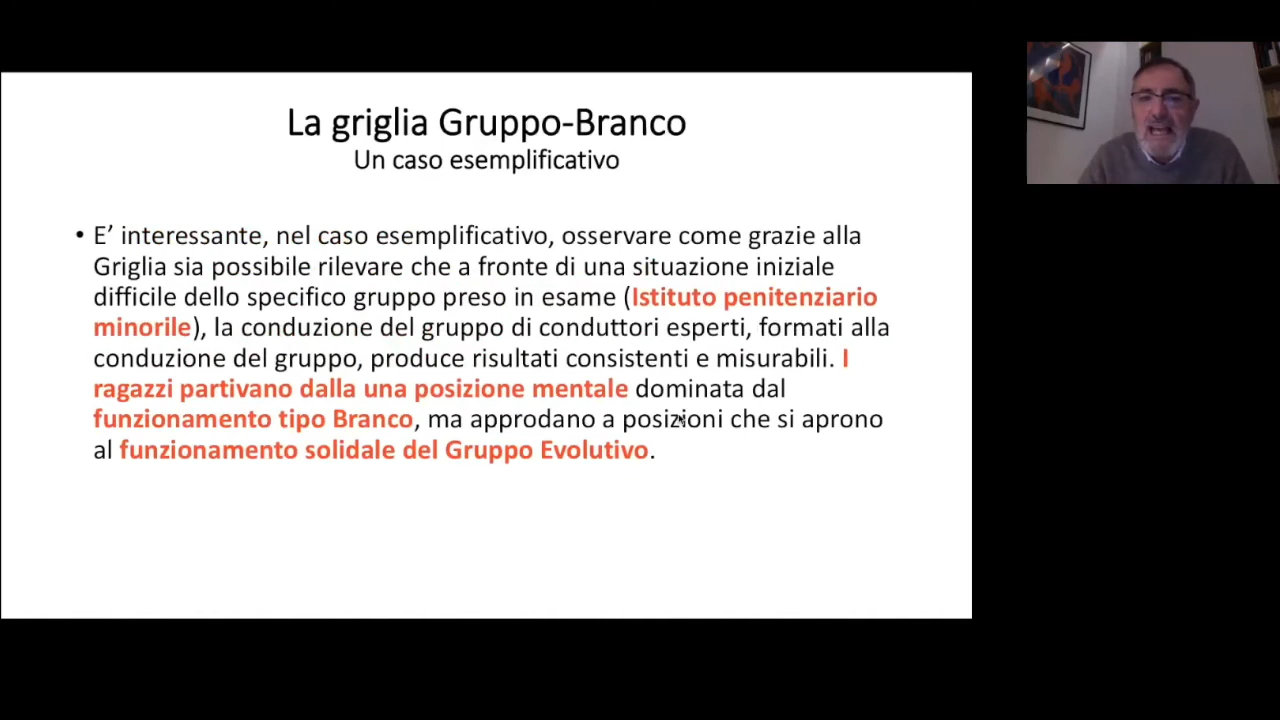 La griglia Gruppo-Branco
Un caso esemplificativo
• E’ interessante, nel caso esemplificativo, osservare come grazie alla
Griglia sia possibile rilevare che a fronte di una situazione iniziale
difficile dello specifico gruppo preso in esame (Istituto penitenziario
minorile), la conduzione del gruppo di conduttori esperti, formati alla
conduzione del gruppo, produce risultati consistenti e misurabili. I
ragazzi partivano dalla una posizione mentale dominata dal
funzionamento tipo Branco, ma approdano a posizioni che si aprono
al funzionamento solidale del Gruppo Evolutivo.